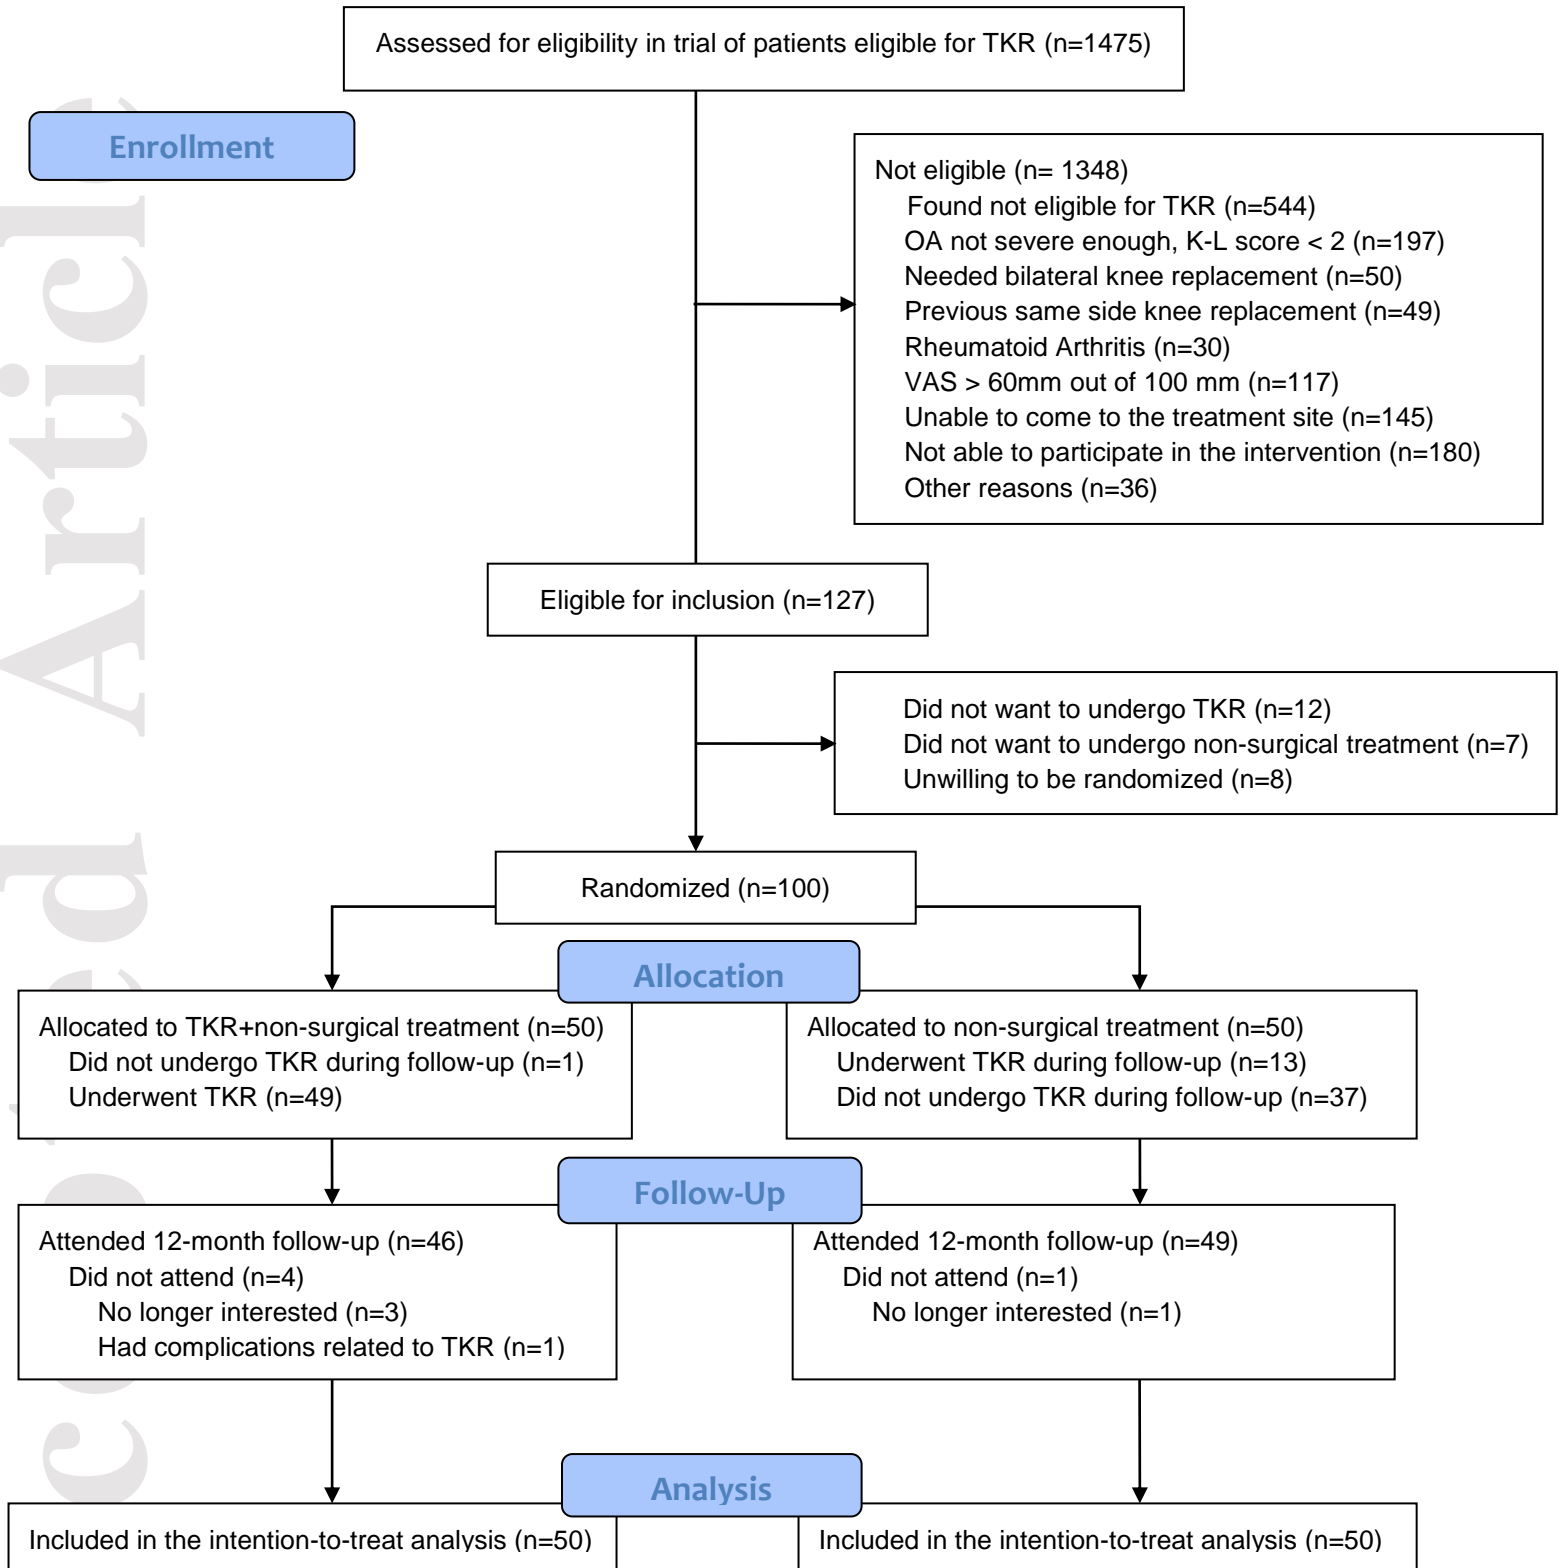 Assessed for eligibility in trial of patients eligible for TKR (n=1475)
Enrollment
Not eligible (n= 1348)
Found not eligible for TKR (n=544)
OA not severe enough, K-L score < 2 (n=197)
Needed bilateral knee replacement (n=50)
Previous same side knee replacement (n=49)
Rheumatoid Arthritis (n=30)
VAS > 60mm out of 100 mm (n=117)
Unable to come to the treatment site (n=145)
Not able to participate in the intervention (n=180)
Other reasons (n=36)
Eligible for inclusion (n=127)
Did not want to undergo TKR (n=12)
Did not want to undergo non-surgical treatment (n=7)
Unwilling to be randomized (n=8)
Randomized (n=100)
Allocation
Allocated to TKR+non-surgical treatment (n=50)
Did not undergo TKR during follow-up (n=1)
Underwent TKR (n=49)
Allocated to non-surgical treatment (n=50)
Underwent TKR during follow-up (n=13)
Did not undergo TKR during follow-up (n=37)
Follow-Up
Attended 12-month follow-up (n=46)
Did not attend (n=4)
No longer interested (n=3)
Had complications related to TKR (n=1)
Attended 12-month follow-up (n=49)
Did not attend (n=1)
No longer interested (n=1)
Analysis
Included in the intention-to-treat analysis (n=50)
Included in the intention-to-treat analysis (n=50)
Article